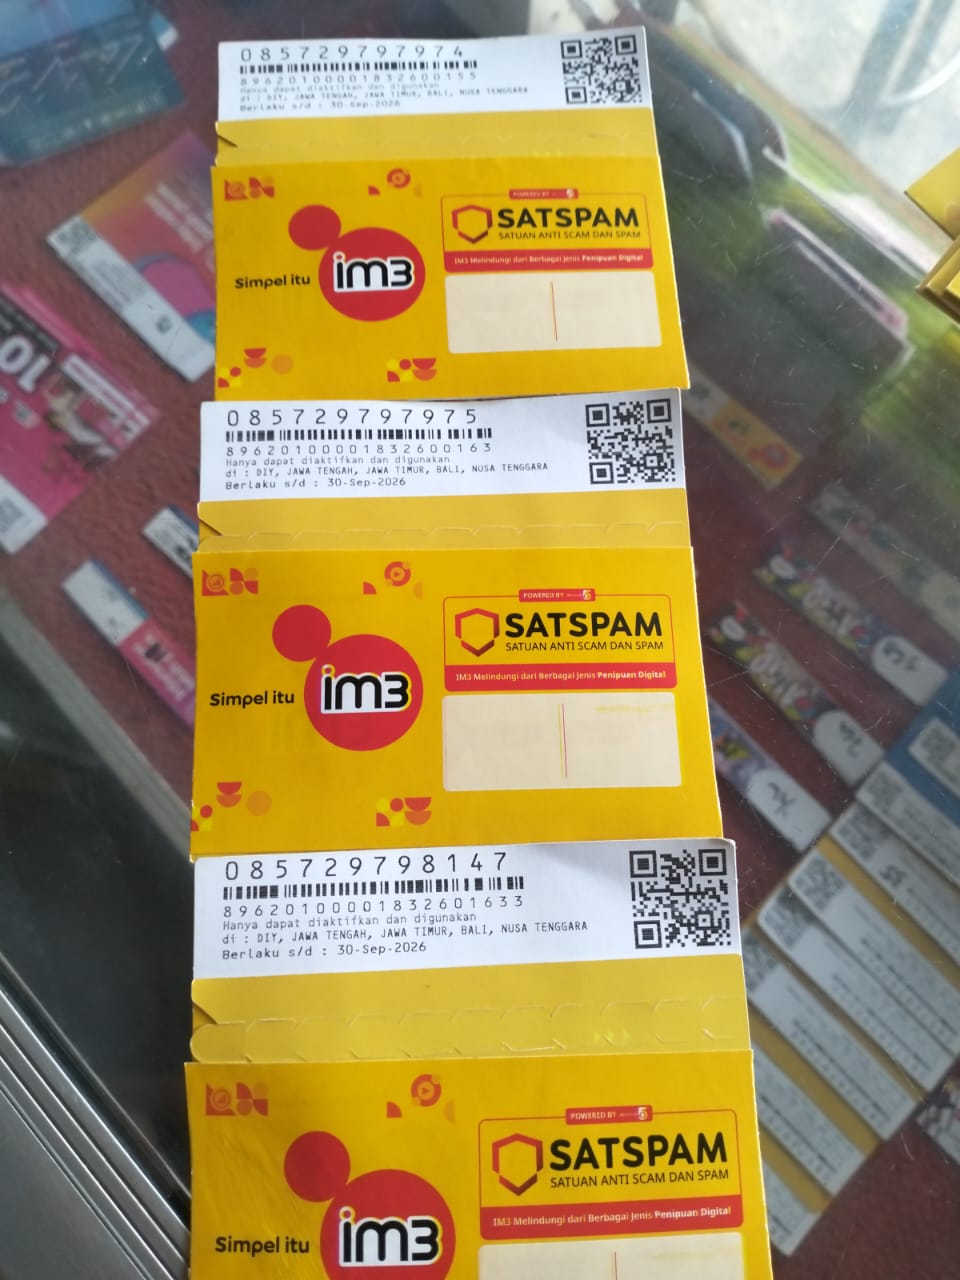 085729797974
89620100001832600155
Hanya dapat diaktifkan dan digunakan
di : DIY, JAWA TENGAH, JAWA TIMUR, BALI, NUSA TENGGARA
Berlaku s/d : 30-Sep-2026
POWERED BY
SATSPAM
SATUAN ANTI SCAM DAN SPAM
IM3 Melindungi dari Berbagai Jenis Penipuan Digital
Simpel itu
im3
085729797975
89620100001832600163
Hanya dapat diaktifkan dan digunakan
di : DIY, JAWA TENGAH, JAWA TIMUR, BALI, NUSA TENGGARA
Berlaku s/d : 30-Sep-2026
POWERED BY
SATSPAM
SATUAN ANTI SCAM DAN SPAM
IM3 Melindungi dari Berbagai Jenis Penipuan Digital
Simpel itu
im3
085729798147
89620100001832601633
Hanya dapat diaktifkan dan digunakan
di : DIY, JAWA TENGAH, JAWA TIMUR, BALI, NUSA TENGGARA
Berlaku s/d : 30-Sep-2026
POWERED BY
SATSPAM
SATUAN ANTI SCAM DAN SPAM
IM3 Melindungi dari Berbagai Jenis Penipuan Digital
Simpel itu
im3